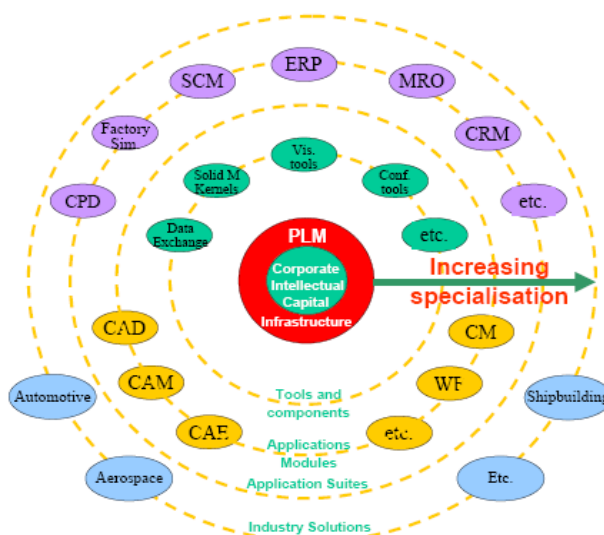 ERP
SCM
MRO
Factory
Sim.
CRM
Vis.
tools
Solid M
Kernels
Conf.
tools
CPD
etc.
Data
Exchange
etc.
PLM
Corporate
Intellectual
Capital
Infrastructure
Increasing
specialisation
CAD
CM
CAM
WF
Automotive
Shipbuilding
Tools and
components
CAE
etc.
Applications
Modules
Aerospace
Application Suites
Etc.
Industry Solutions